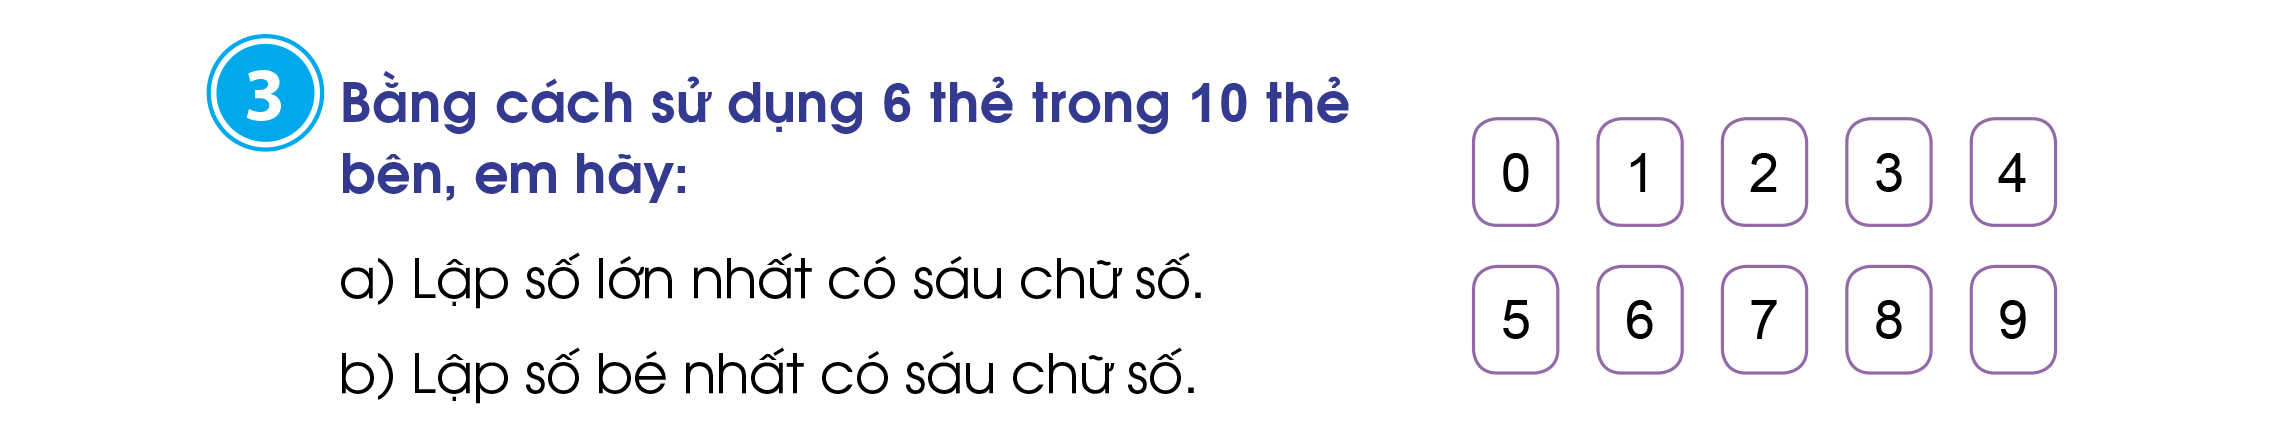 3
Bằng cách sử dụng 6 thẻ trong 10 thẻ
bên, em hãy:
a) Lập số lớn nhất có sáu chữ số.
b) Lập số bé nhất có sáu chữ số.
0 1 2 3 4
5 6 7 8 9